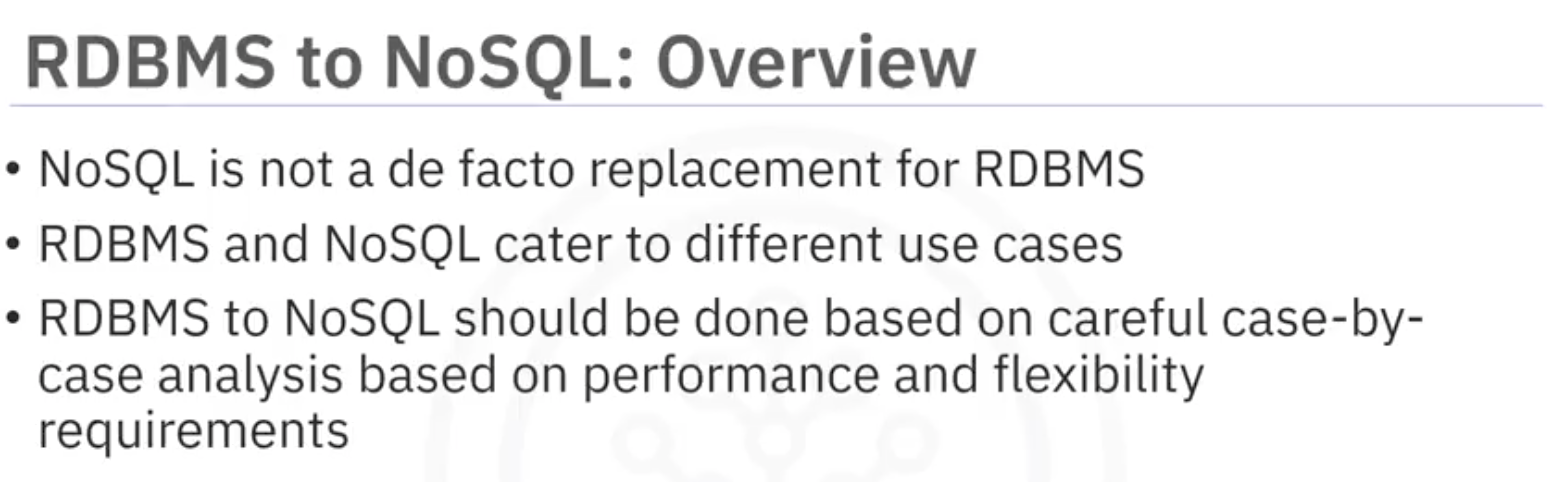 RDBMS to NoSQL: Overview
• NoSQL is not a de facto replacement for RDBMS
• RDBMS and NoSQL cater to different use cases
• RDBMS to NoSQL should be done based on careful case-by-
case analysis based on performance and flexibility
requirements